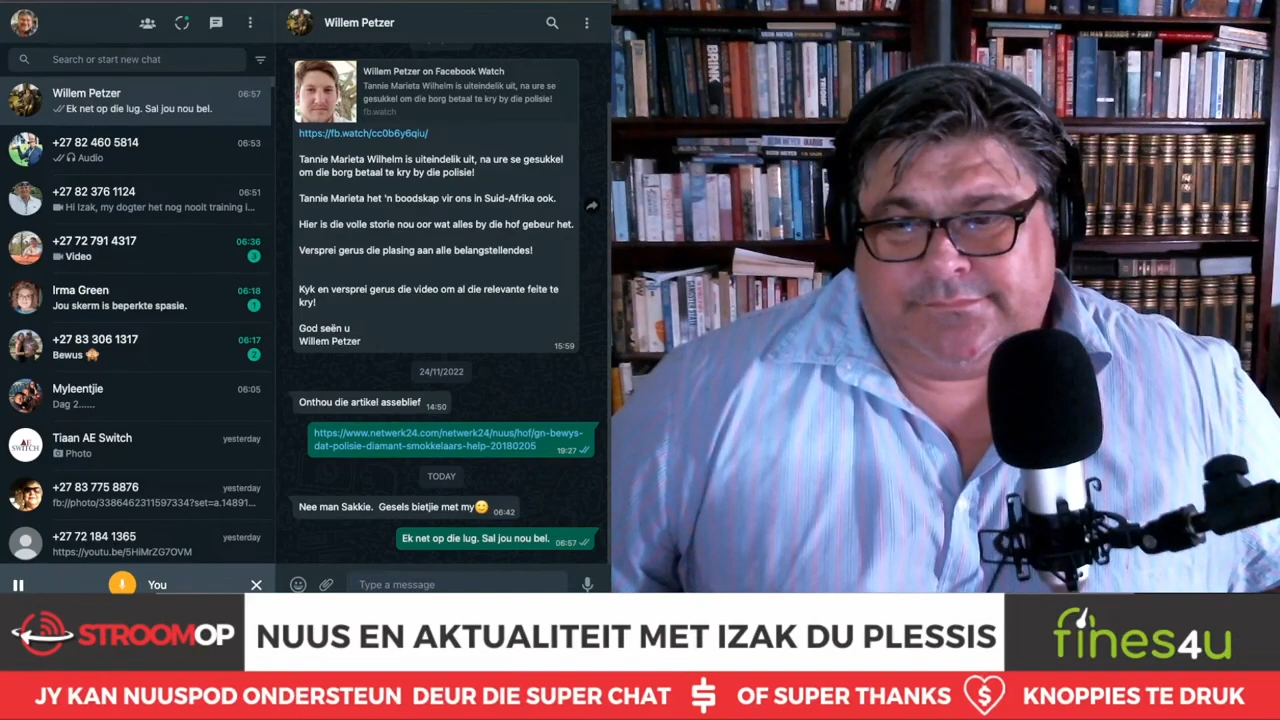 Search or start new chat
Willem Petzer
06:57
Ek net op die lug. Sal jou nou bel.
+27 82 460 5814
06:53
Audio
+27 82 376 1124
06:51
Hi Izak, my dogter het nog nooit training i...
+27 72 791 4317
06:36
Video
3
Irma Green
06:18
Jou skerm is beperkte spasie.
1
+27 83 306 1317
06:17
Bewus
2
Myleentjie
06:05
Dag 2......
Tiaan AE Switch
yesterday
Photo
+27 83 775 8876
yesterday
fb://photo/3386462311597334?set=a.14891...
+27 72 184 1365
yesterday
https://youtu.be/5HiMrZG7OVM
You
Willem Petzer
Willem Petzer on Facebook Watch
Tannie Marieta Wilhelm is uiteindelik uit, na ure se
gesukkel om die borg betaal te kry by die polisie!
fb.watch
https://fb.watch/cc0b6y6qiu/
Tannie Marieta Wilhelm is uiteindelik uit, na ure se gesukkel
om die borg betaal te kry by die polisie!
Tannie Marieta het 'n boodskap vir ons in Suid-Afrika ook.
Hier is die volle storie nou oor wat alles by die hof gebeur het.
Versprei gerus die plasing aan alle belangstellendes!
Kyk en versprei gerus die video om al die relevante feite te
kry!
God seën u
Willem Petzer
15:59
24/11/2022
Onthou die artikel asseblief
14:50
https://www.netwerk24.com/netwerk24/nuus/hof/gn-bewys-
dat-polisie-diamant-smokkelaars-help-20180205
19:27
TODAY
Nee man Sakkie. Gesels bietjie met my
06:42
Ek net op die lug. Sal jou nou bel.
06:57
Type a message
BRINK
STROOMOP
NUUS EN AKTUALITEIT MET IZAK DU PLESSIS
fines4u
JY KAN NUUSPOD ONDERSTEUN DEUR DIE SUPER CHAT $ OF SUPER THANKS $ KNOPPIES TE DRUK